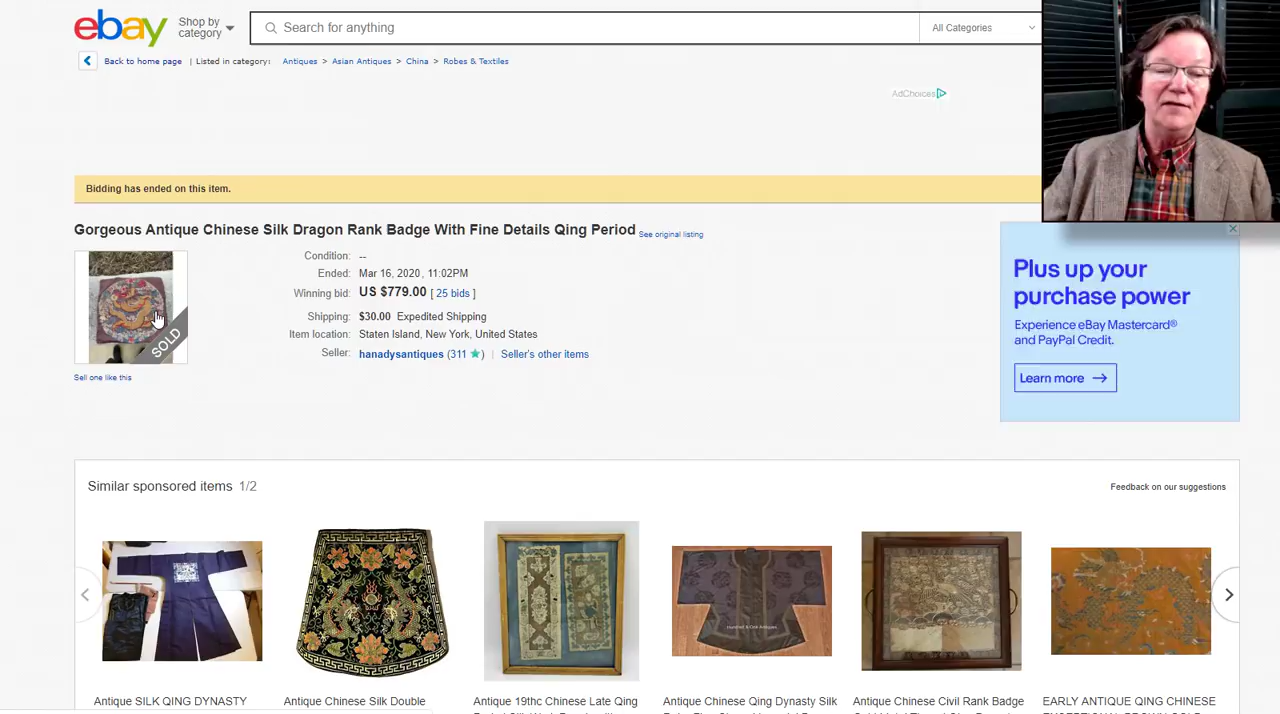 ebay
Shop by
category
Search for anything
All Categories
Back to home page | Listed in category: Antiques > Asian Antiques > China > Robes & Textiles
AdChoices
Bidding has ended on this item.
Gorgeous Antique Chinese Silk Dragon Rank Badge With Fine Details Qing Period See original listing
Condition: --
Ended: Mar 16, 2020, 11:02PM
Winning bid: US $779.00 [ 25 bids ]
Shipping: $30.00 Expedited Shipping
Item location: Staten Island, New York, United States
Seller: hanadysantiques (311 ) | Seller's other items
SOLD
Sell one like this
Plus up your
purchase power
Experience eBay Mastercard®
and PayPal Credit.
Learn more
Similar sponsored items 1/2
Feedback on our suggestions
Antique SILK QING DYNASTY
Antique Chinese Silk Double
Antique 19thc Chinese Late Qing
Antique Chinese Qing Dynasty Silk
Antique Chinese Civil Rank Badge
EARLY ANTIQUE QING CHINESE